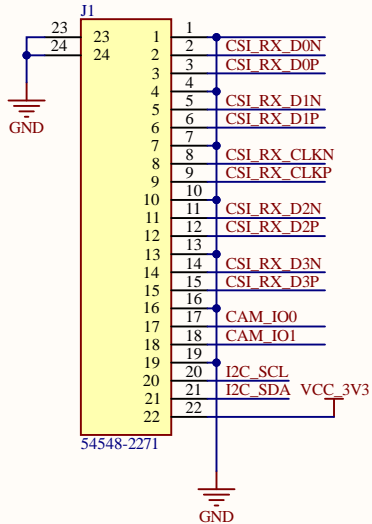 J1
23 23 1 1
24 24 2 2 CSI_RX_D0N
3 3 CSI_RX_D0P
4 4
5 5 CSI_RX_D1N
6 6 CSI_RX_D1P
7 7
8 8 CSI_RX_CLKN
9 9 CSI_RX_CLKP
10 10
11 11 CSI_RX_D2N
12 12 CSI_RX_D2P
13 13
14 14 CSI_RX_D3N
15 15 CSI_RX_D3P
16 16
17 17 CAM_IO0
18 18 CAM_IO1
19 19
20 20 I2C_SCL
21 21 I2C_SDA VCC_3V3
22 22
GND
54548-2271
GND